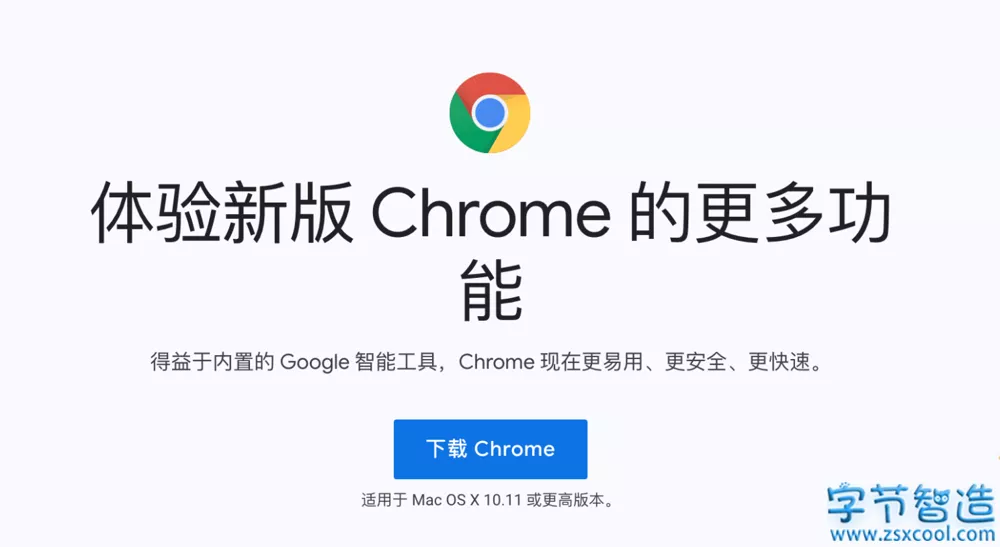 体验新版 Chrome 的更多功
能
得益于内置的 Google 智能工具，Chrome 现在更易用、更安全、更快速。
下载 Chrome
适用于 Mac OS X 10.11 或更高版本。
字节智造
www.zsxcool.com